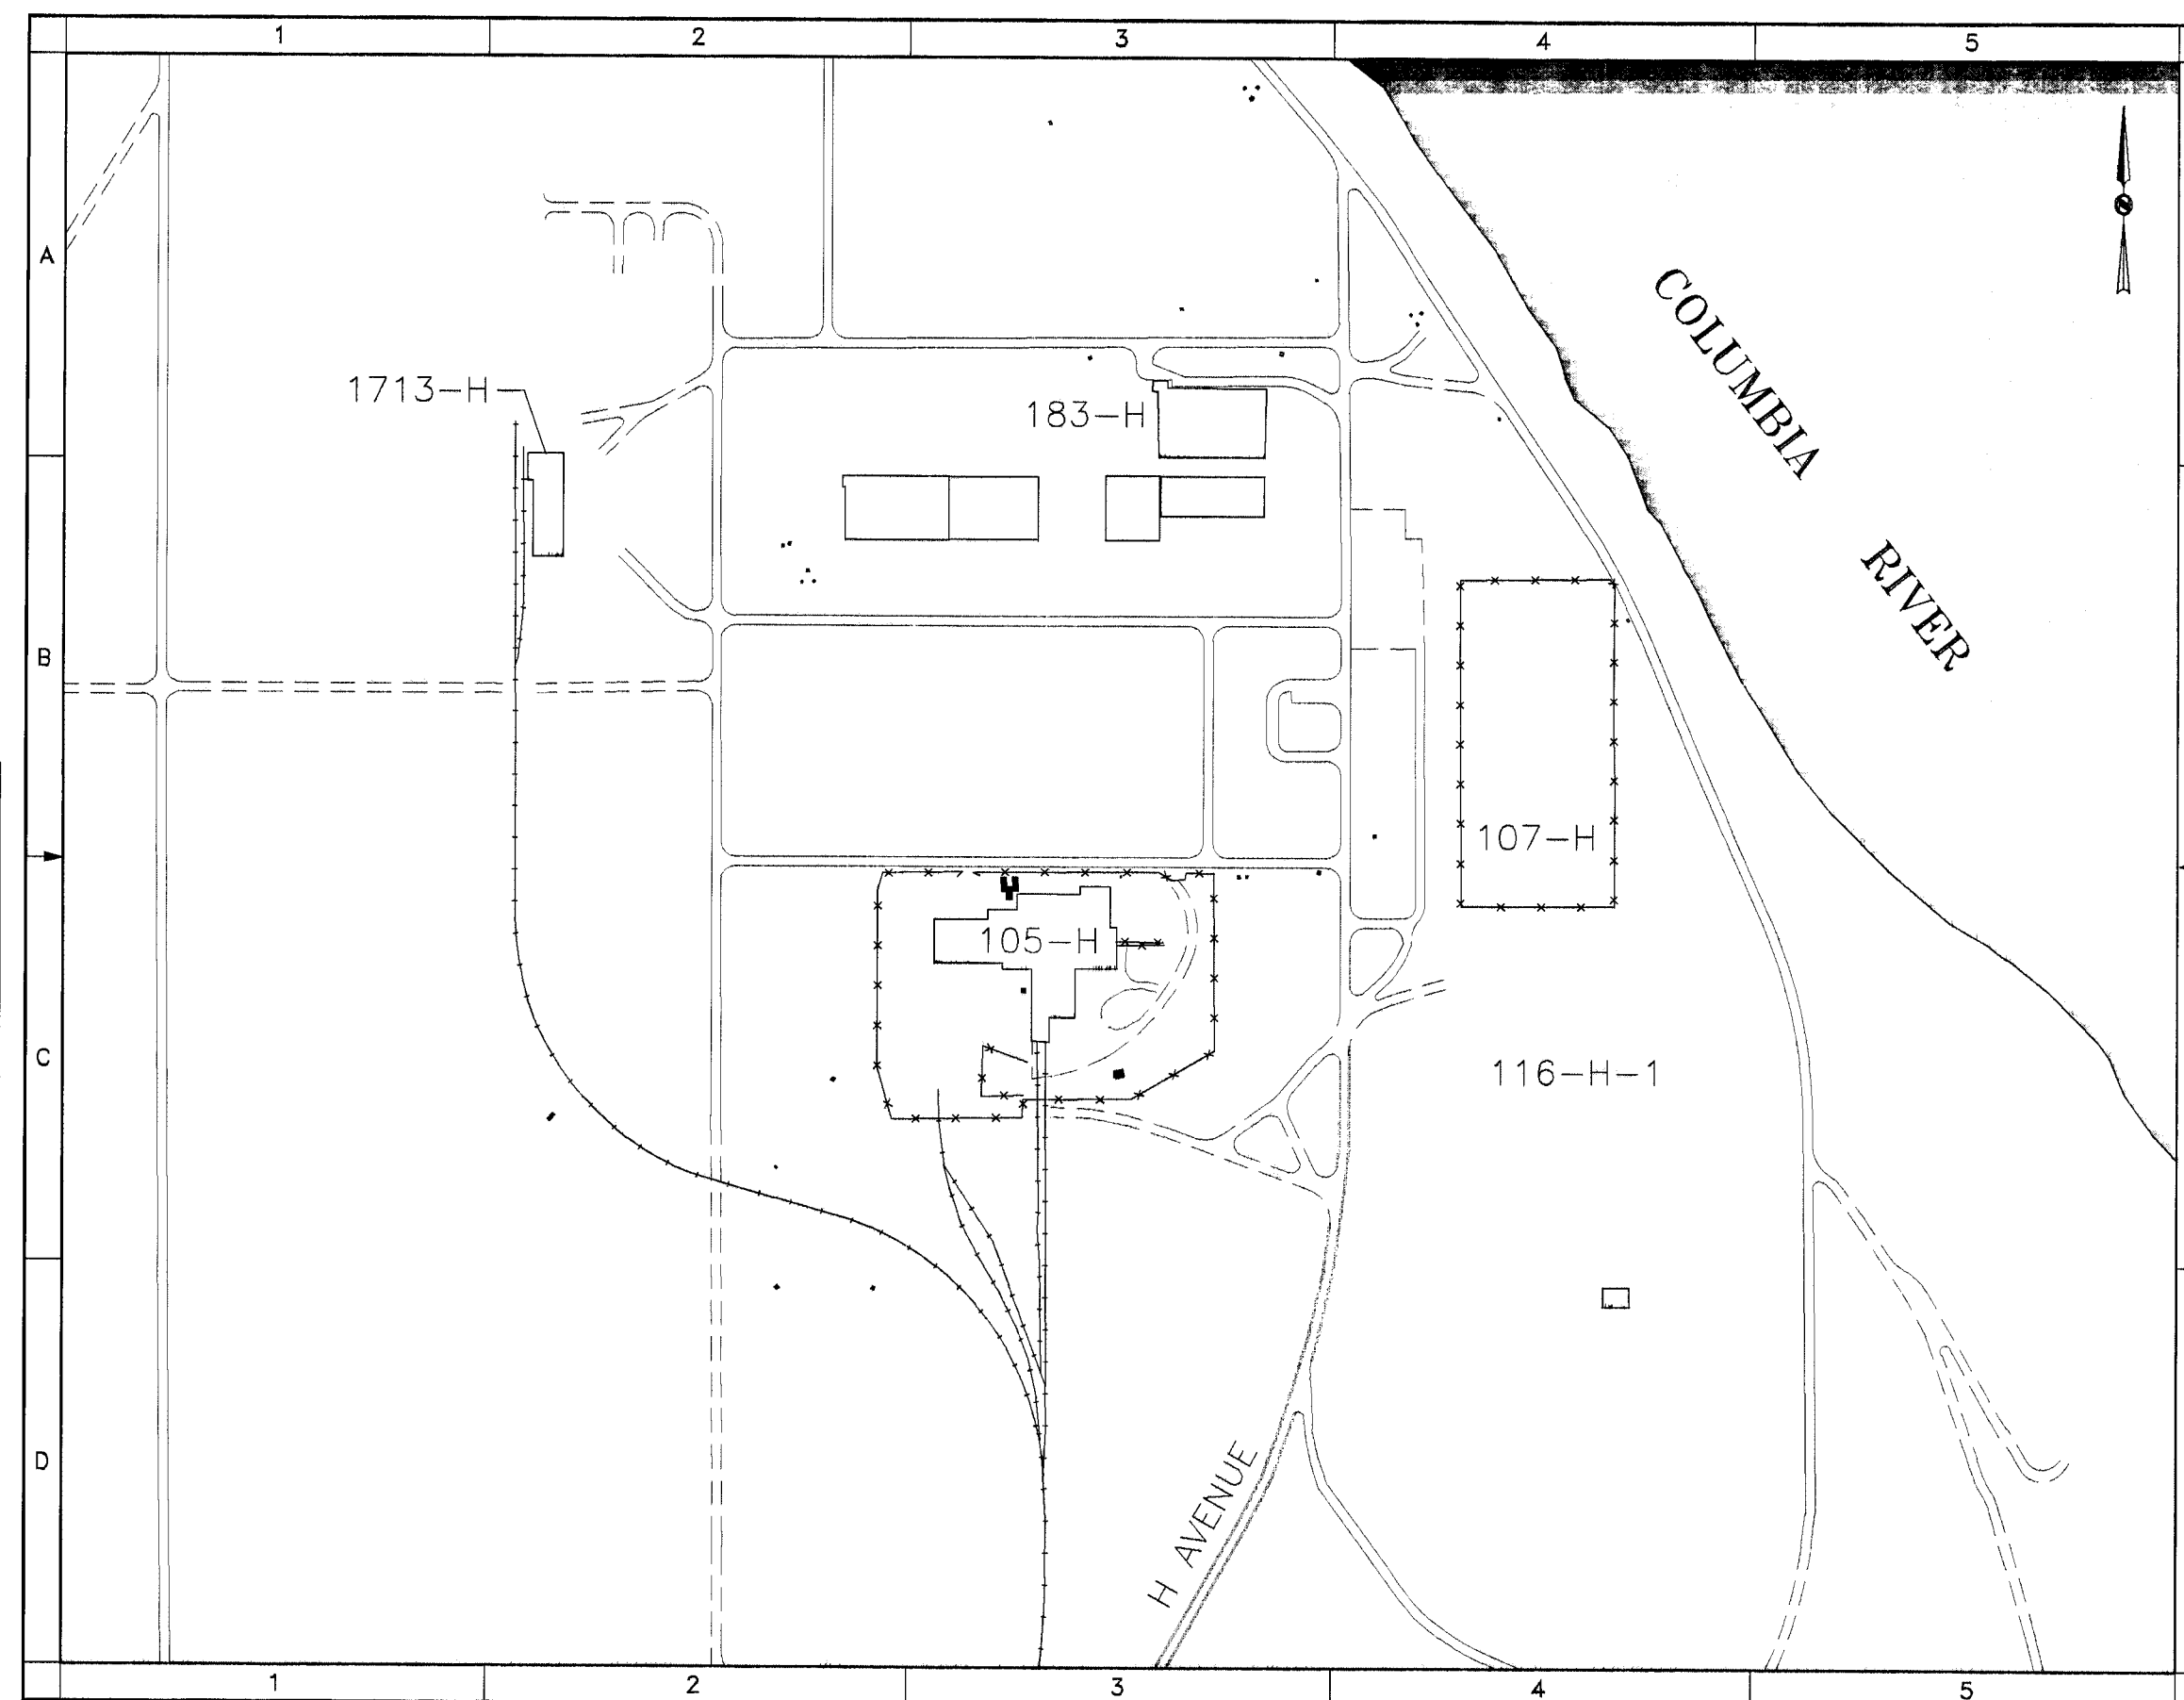 1 2 3 4 5
A
COLUMBIA
1713-H
183-H
RIVER
B
107-H
105-H
C
116-H-1
D
H AVENUE
1 2 3 4 5